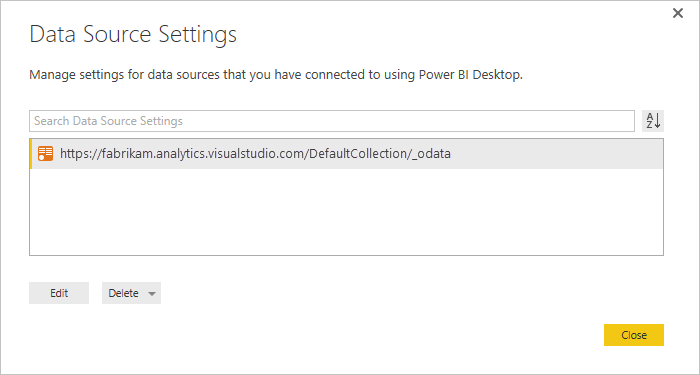 Data Source Settings
Manage settings for data sources that you have connected to using Power BI Desktop.
Search Data Source Settings
A
Z
https://fabrikam.analytics.visualstudio.com/DefaultCollection/_odata
Edit
Delete
Close